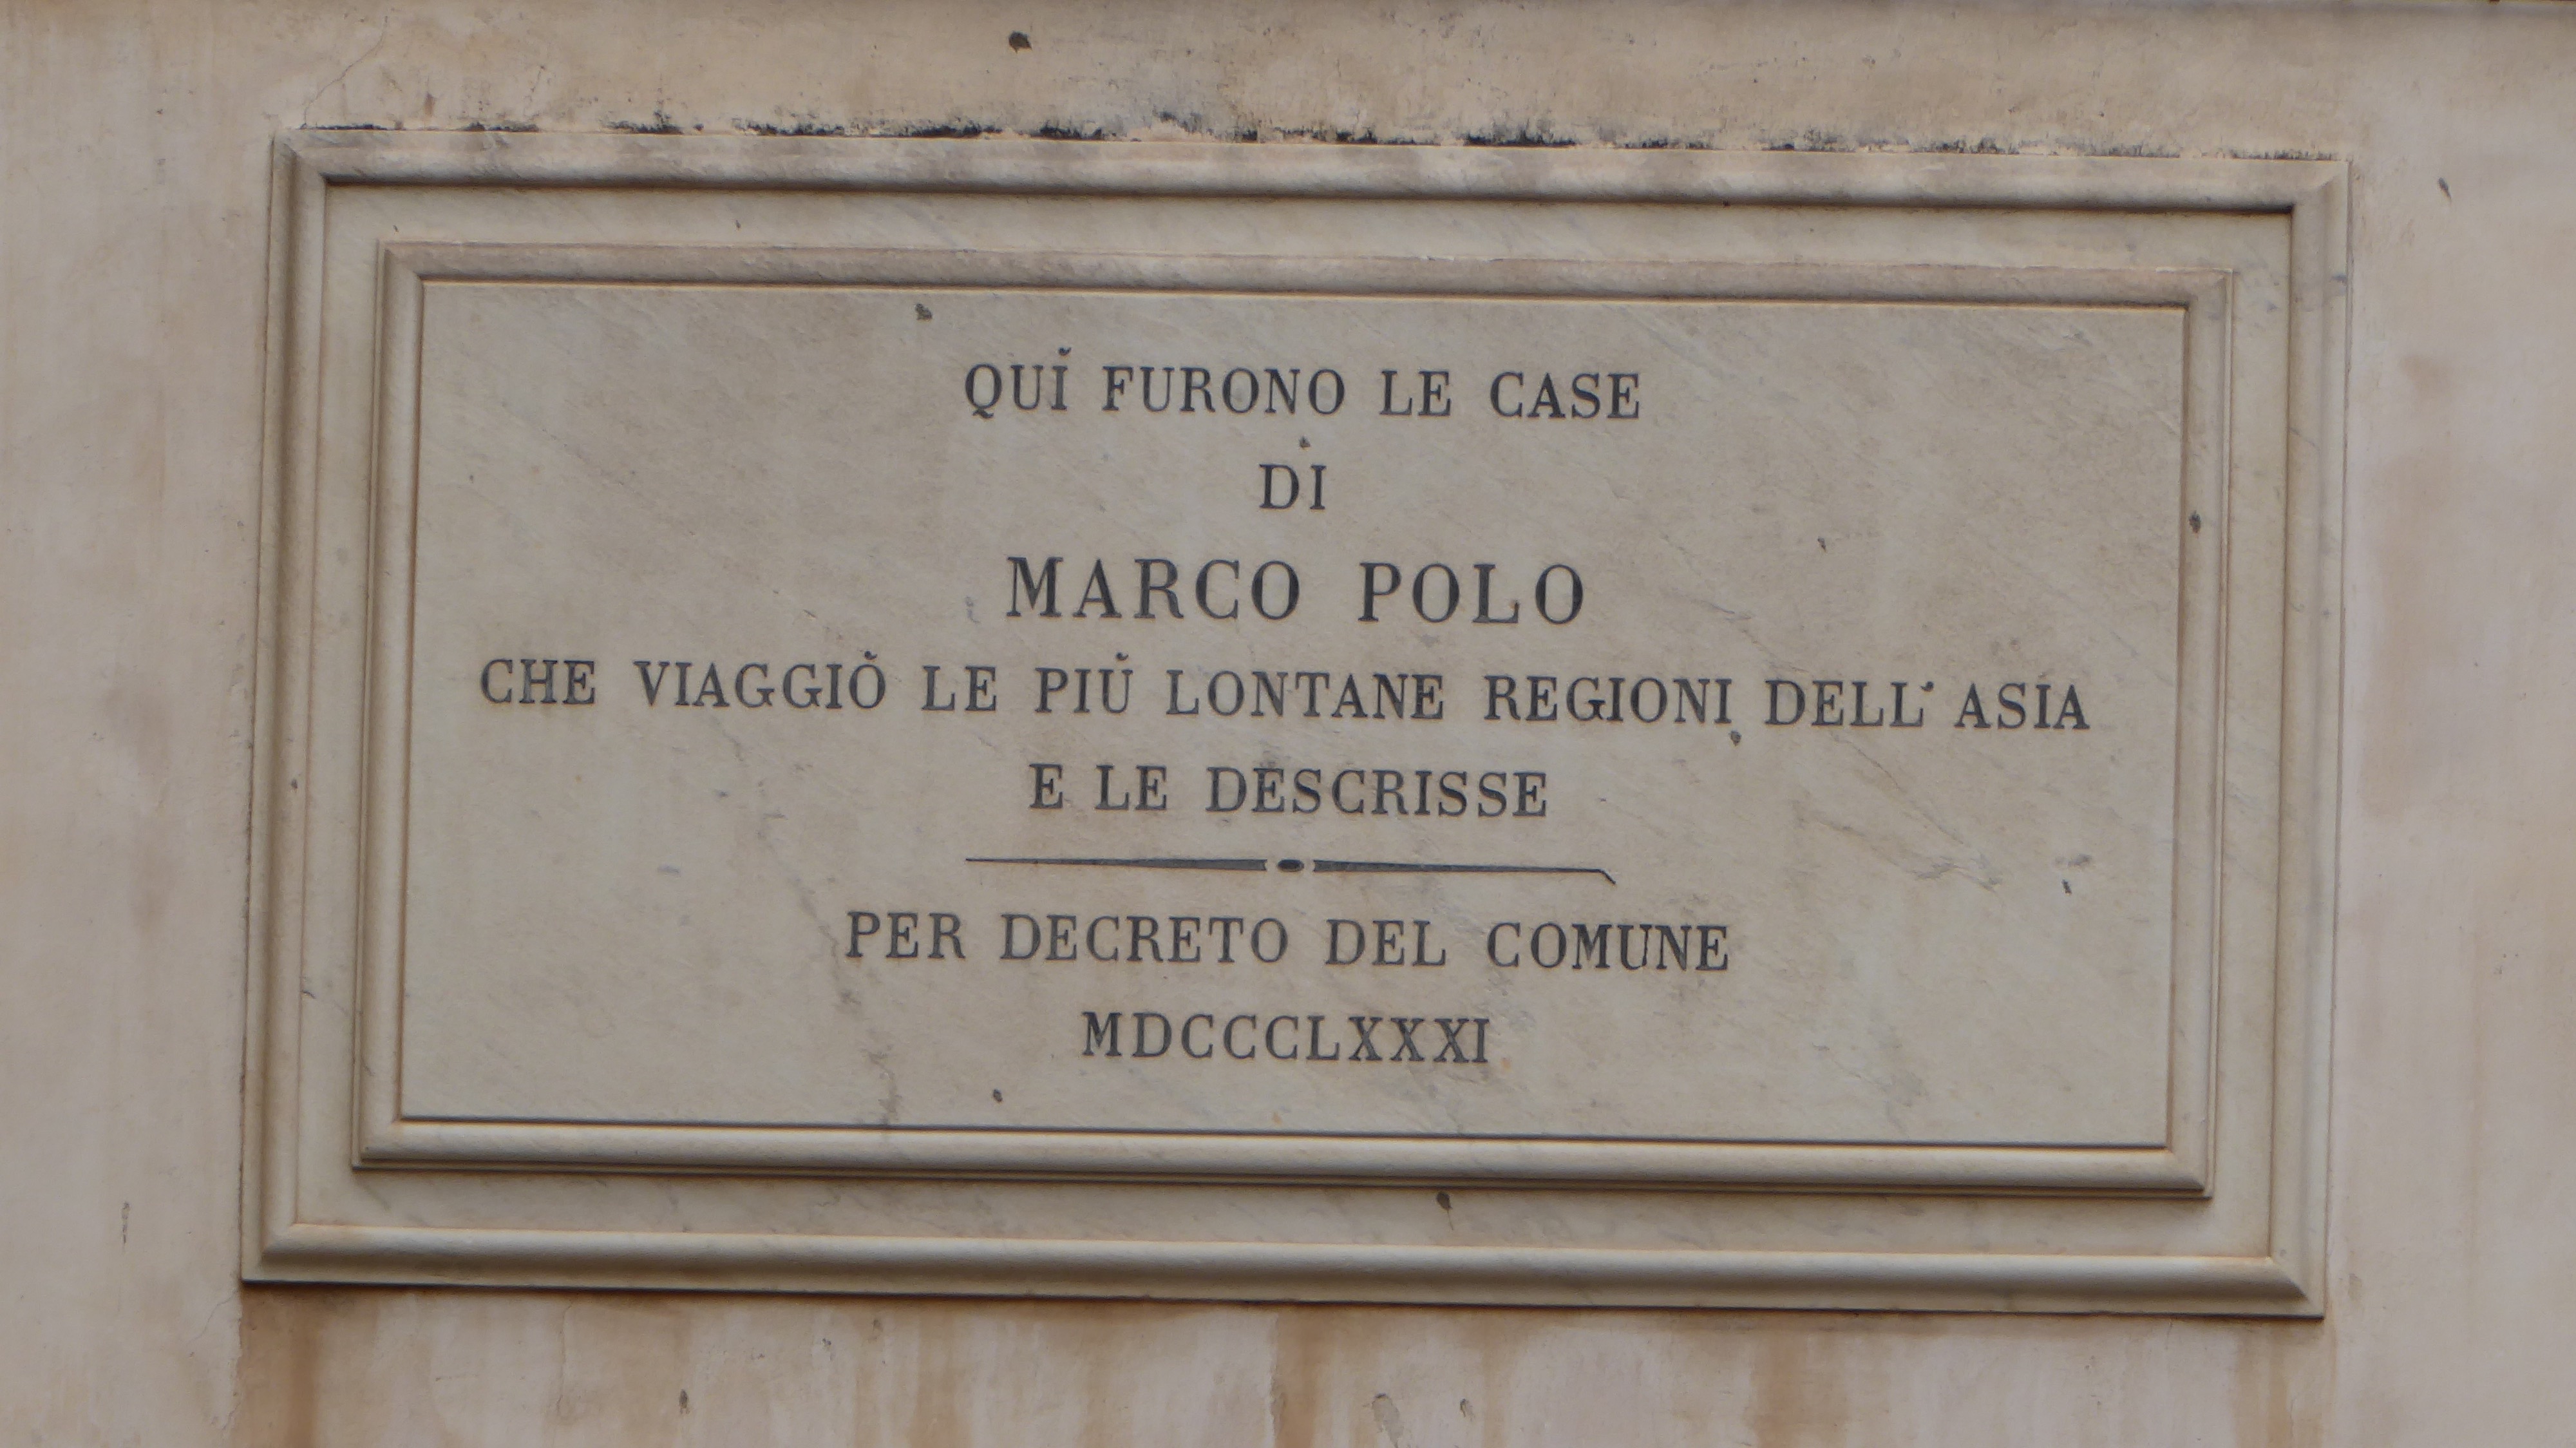 QUÌ FURONO LE CASE
DI
MARCO POLO
CHE VIAGGIÒ LE PIÙ LONTANE REGIONI DELL'ASIA
E LE DESCRISSE
PER DECRETO DEL COMUNE
MDCCCLXXXI